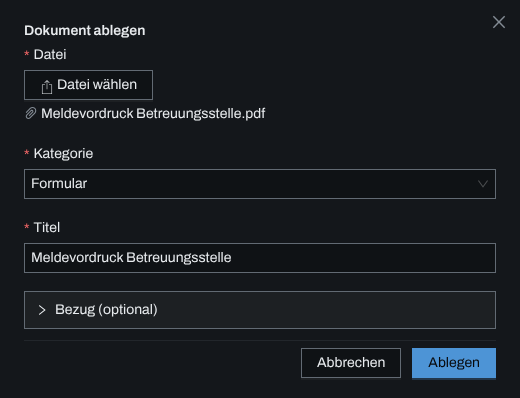 Dokument ablegen
* Datei
Datei wählen
Meldevordruck Betreuungsstelle.pdf
* Kategorie
Formular
* Titel
Meldevordruck Betreuungsstelle
Bezug (optional)
Abbrechen
Ablegen